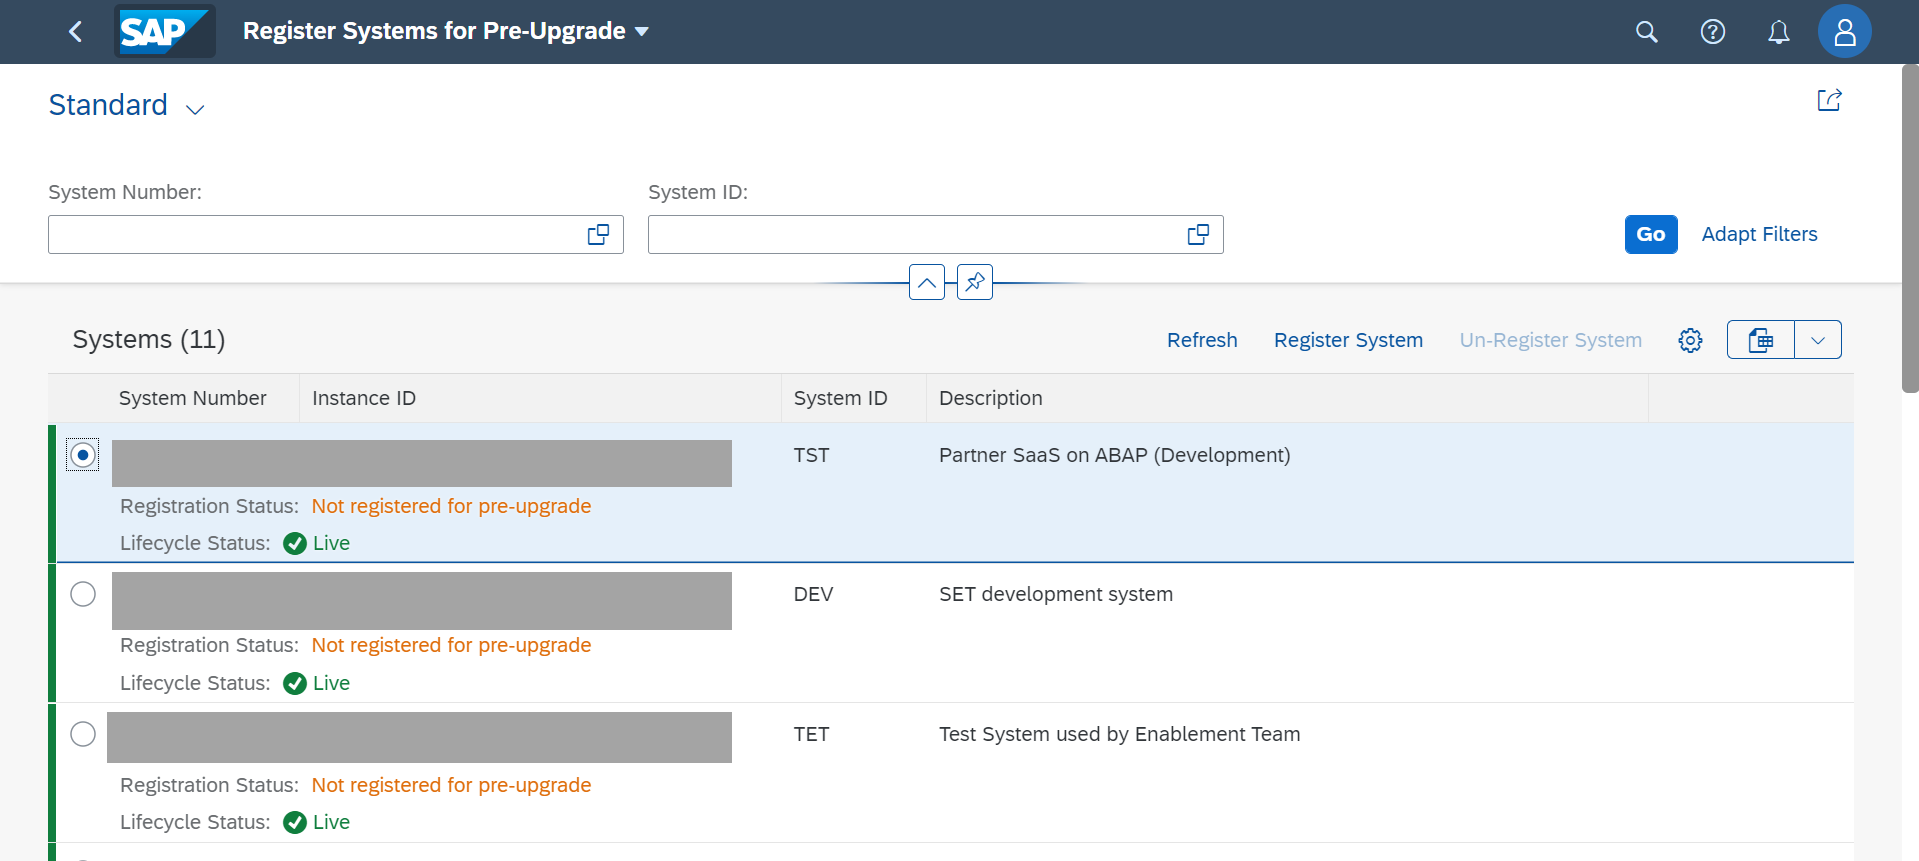 SAP Register Systems for Pre-Upgrade
Standard
System Number: System ID:
Go Adapt Filters
Systems (11) Refresh Register System Un-Register System
System Number Instance ID System ID Description
TST Partner SaaS on ABAP (Development)
Registration Status: Not registered for pre-upgrade
Lifecycle Status: Live
DEV SET development system
Registration Status: Not registered for pre-upgrade
Lifecycle Status: Live
TET Test System used by Enablement Team
Registration Status: Not registered for pre-upgrade
Lifecycle Status: Live